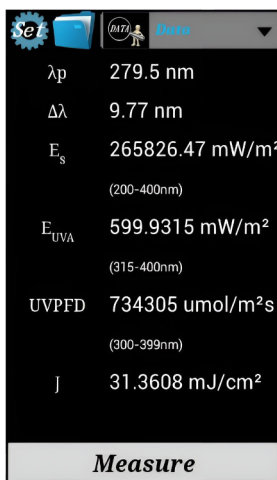 Set DATA Data
λp 279.5 nm
Δλ 9.77 nm
Es 265826.47 mW/m²
(200-400nm)
EUVA 599.9315 mW/m²
(315-400nm)
UVPFD 734305 umol/m²s
(300-399nm)
J 31.3608 mJ/cm²
Measure